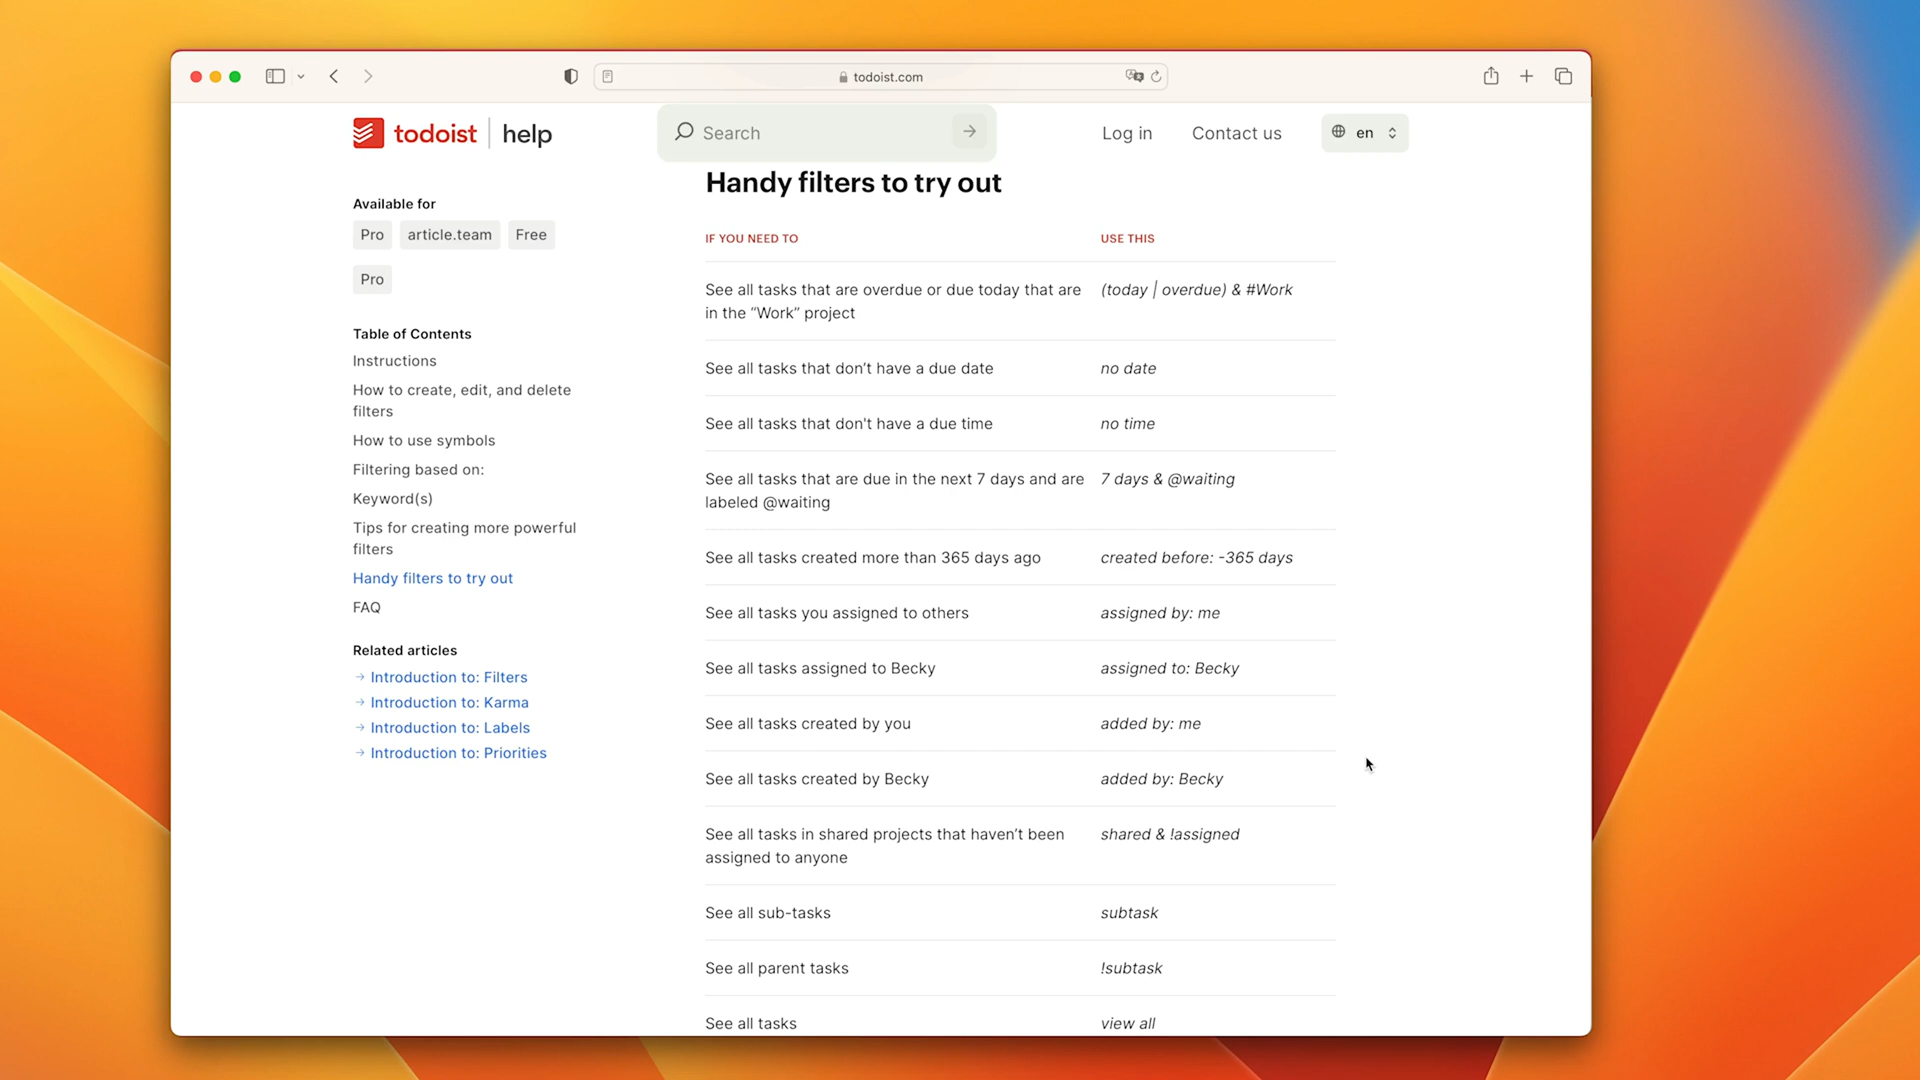 todoist.com
todoist help
Search
Log in
Contact us
en
Available for
Pro
article.team
Free
Pro
Table of Contents
Instructions
How to create, edit, and delete
filters
How to use symbols
Filtering based on:
Keyword(s)
Tips for creating more powerful
filters
Handy filters to try out
FAQ
Related articles
→ Introduction to: Filters
→ Introduction to: Karma
→ Introduction to: Labels
→ Introduction to: Priorities
Handy filters to try out
IF YOU NEED TO
USE THIS
See all tasks that are overdue or due today that are
in the “Work” project
(today | overdue) & #Work
See all tasks that don’t have a due date
no date
See all tasks that don't have a due time
no time
See all tasks that are due in the next 7 days and are
labeled @waiting
7 days & @waiting
See all tasks created more than 365 days ago
created before: -365 days
See all tasks you assigned to others
assigned by: me
See all tasks assigned to Becky
assigned to: Becky
See all tasks created by you
added by: me
See all tasks created by Becky
added by: Becky
See all tasks in shared projects that haven’t been
assigned to anyone
shared & !assigned
See all sub-tasks
subtask
See all parent tasks
!subtask
See all tasks
view all